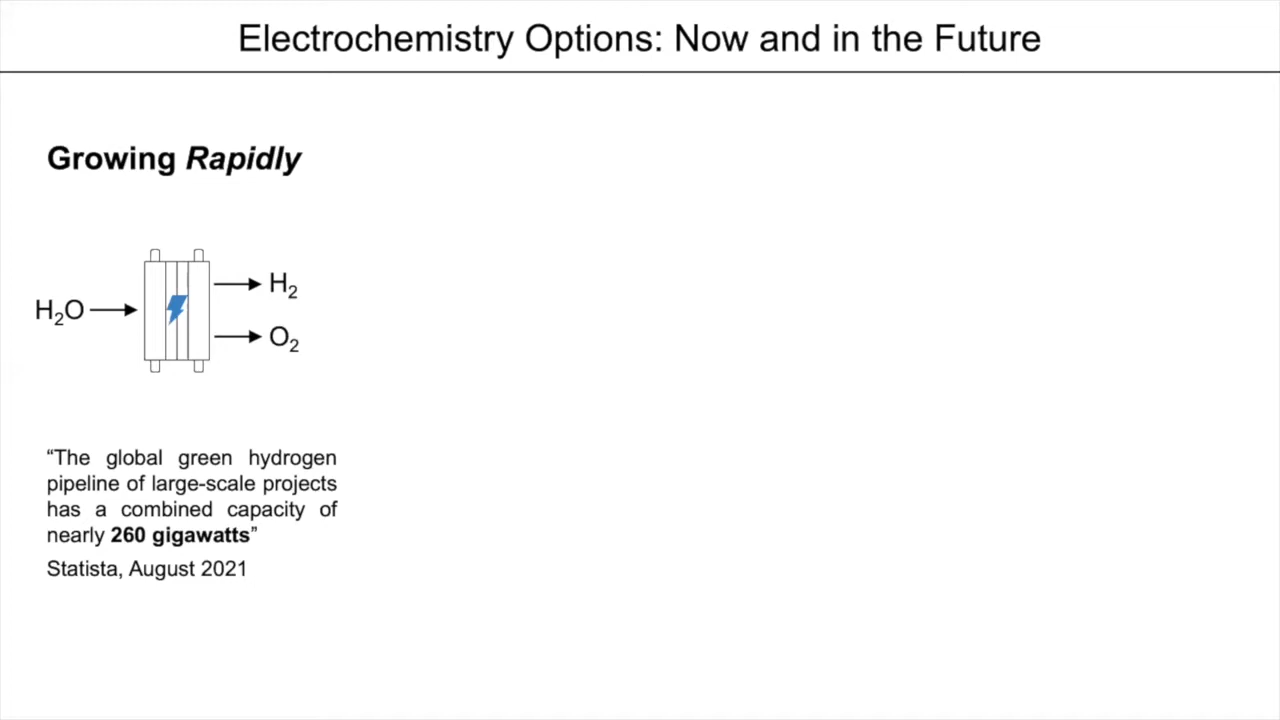 Electrochemistry Options: Now and in the Future
Growing Rapidly
H₂O
H₂
O₂
“The global green hydrogen
pipeline of large-scale projects
has a combined capacity of
nearly 260 gigawatts”
Statista, August 2021